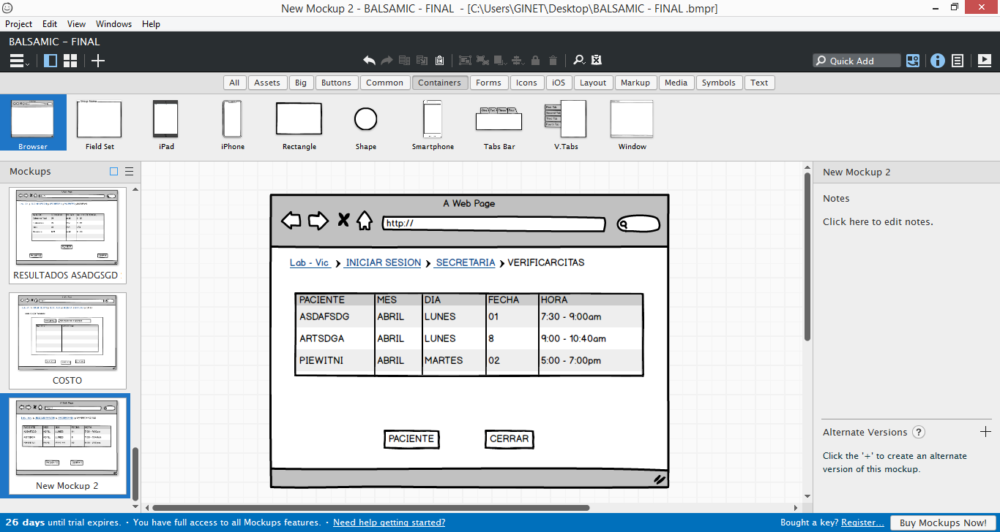 New Mockup 2 - BALSAMIC - FINAL - [C:\Users\GINET\Desktop\BALSAMIC - FINAL .bmpr]
Project Edit View Windows Help
BALSAMIC - FINAL
Quick Add
All Assets Big Buttons Common Containers Forms Icons iOS Layout Markup Media Symbols Text
Browser Field Set iPad iPhone Rectangle Shape Smartphone Tabs Bar V.Tabs Window
Mockups
RESULTADOS ASADGSGD
COSTO
New Mockup 2
A Web Page
http://
Lab - Vic INICIAR SESION SECRETARIA VERIFICARCITAS
PACIENTE MES DIA FECHA HORA
ASDAFSDG ABRIL LUNES 01 7:30 - 9:00am
ARTSDGA ABRIL LUNES 8 9:00 - 10:40am
PIEWITNI ABRIL MARTES 02 5:00 - 7:00pm
PACIENTE CERRAR
New Mockup 2
Notes
Click here to edit notes.
Alternate Versions ?
Click the '+' to create an alternate
version of this mockup.
26 days until trial expires. · You have full access to all Mockups features. · Need help getting started?
Bought a key? Register... Buy Mockups Now!